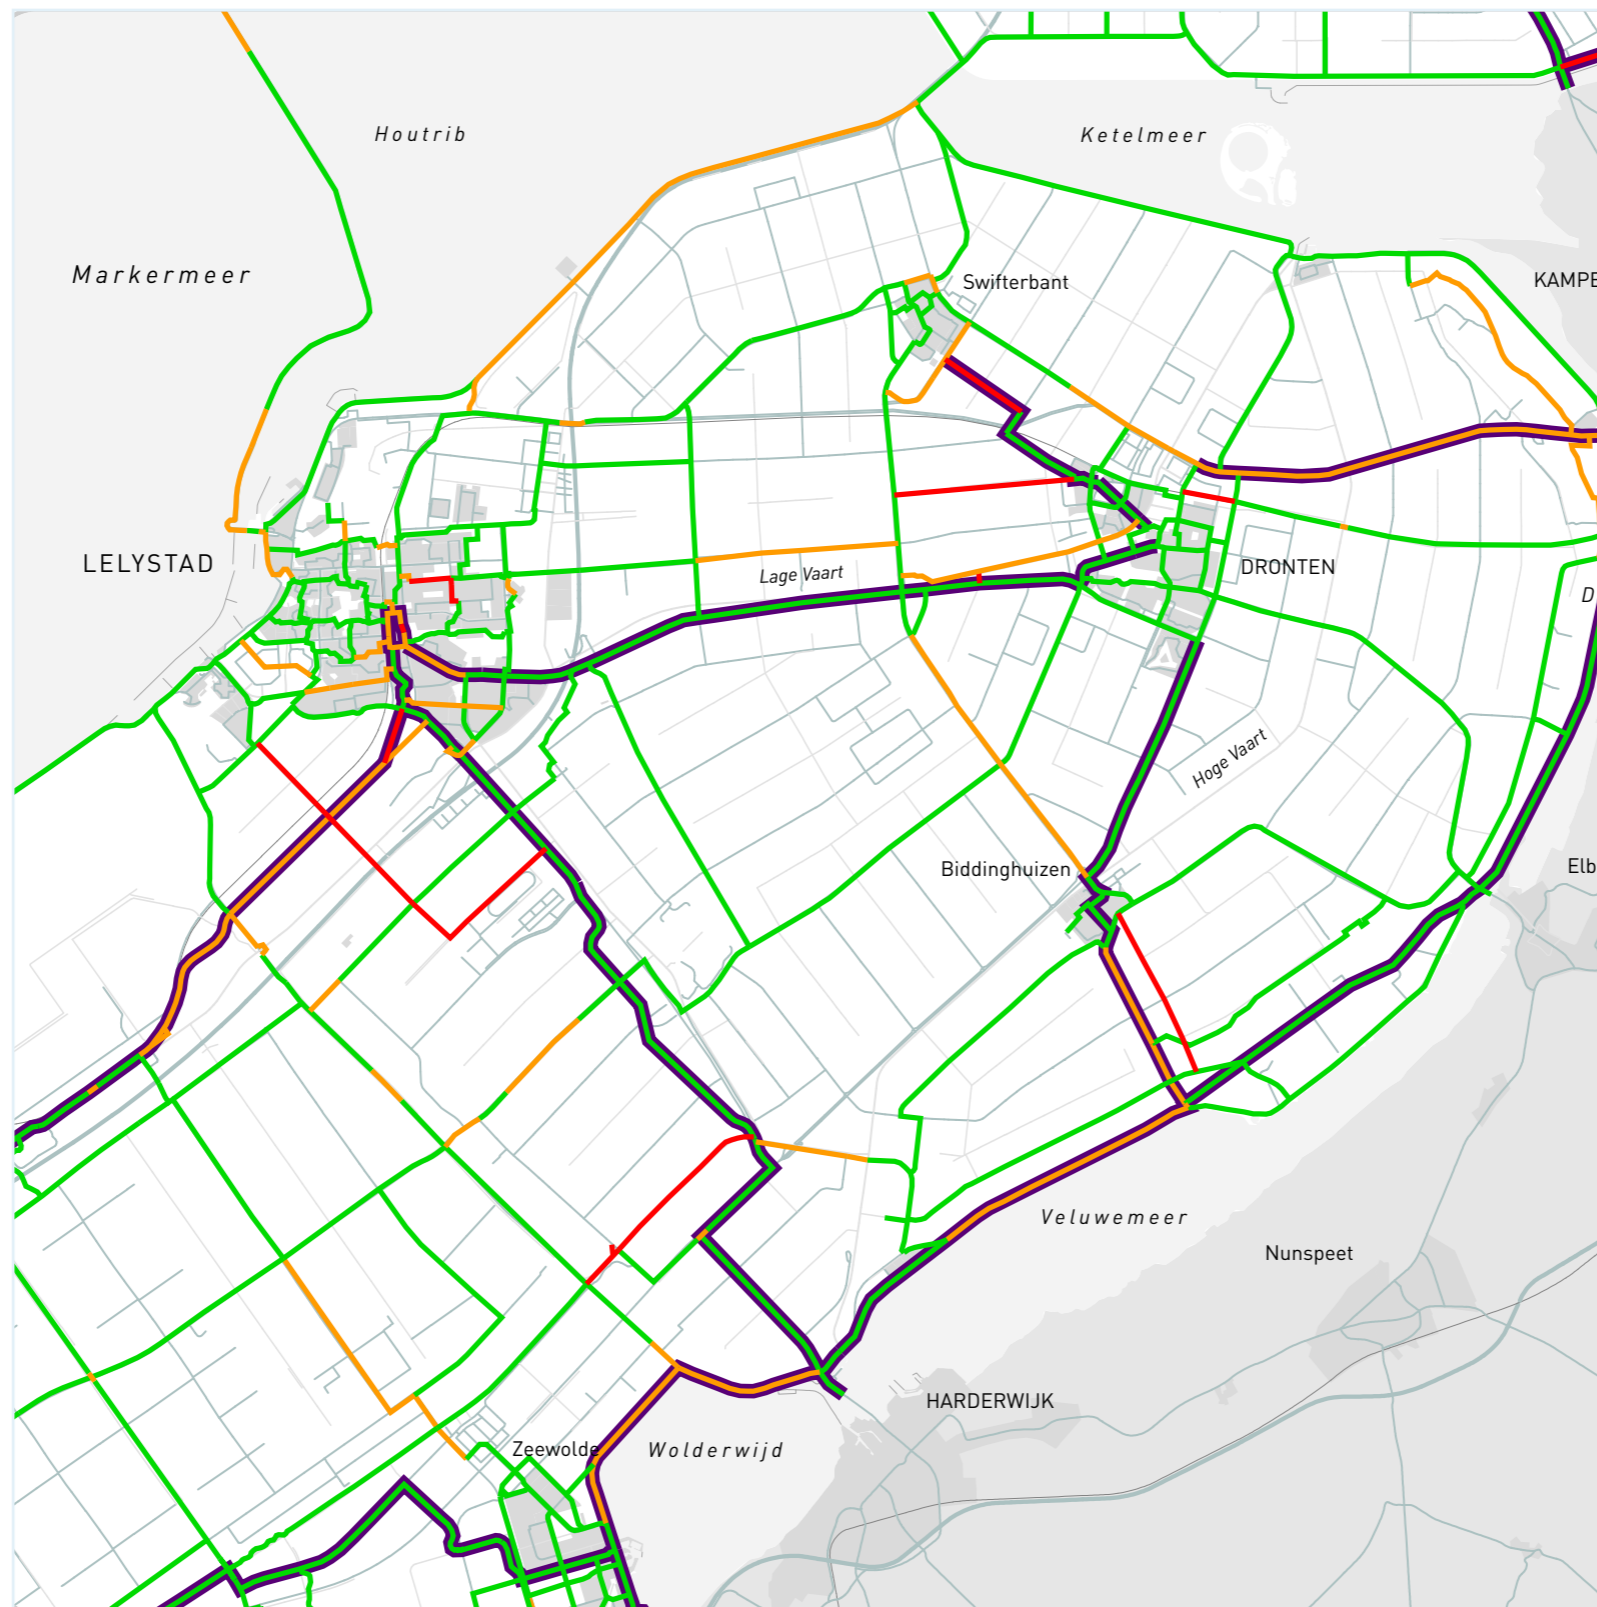 Houtrib
Ketelmeer
Markermeer
Swifterbant
KAMPE
LELYSTAD
Lage Vaart
DRONTEN
D
Hoge Vaart
Biddinghuizen
Elb
Veluwemeer
Nunspeet
HARDERWIJK
Zeewolde
Wolderwijd